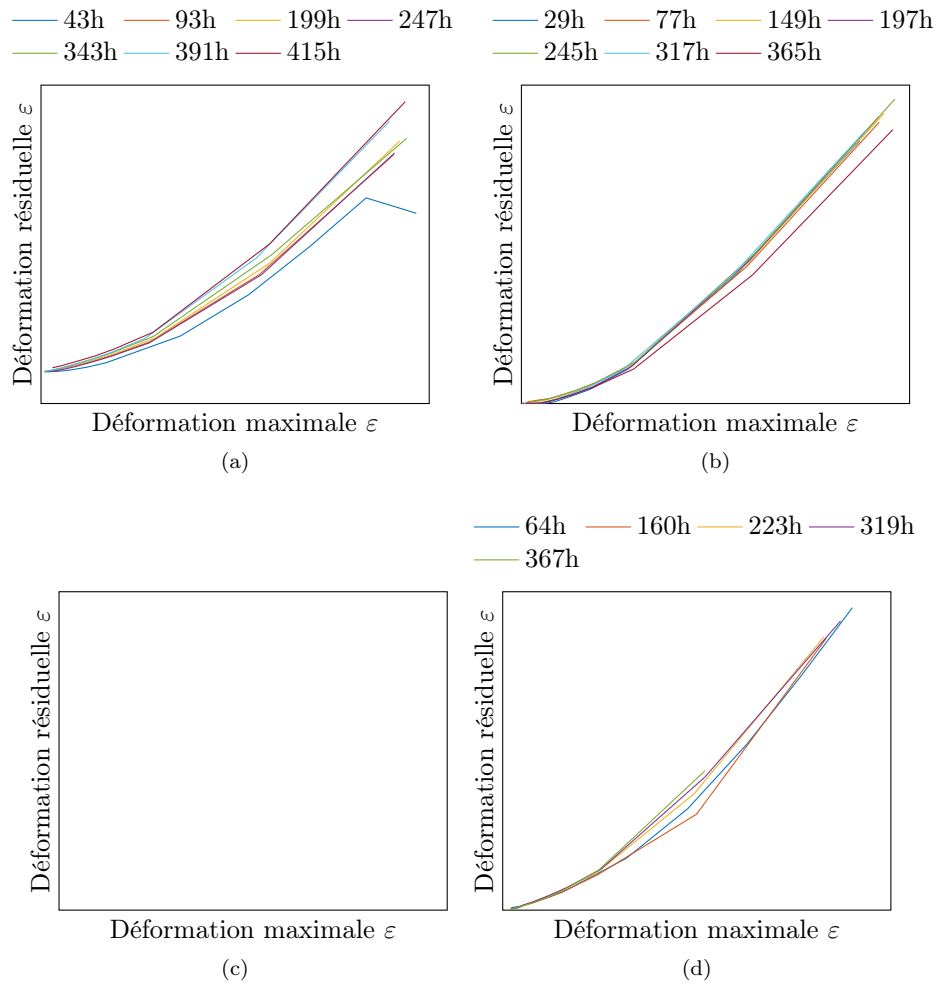 43h 93h 199h 247h
343h 391h 415h
Déformation résiduelle ε
Déformation maximale ε
(a)
29h 77h 149h 197h
245h 317h 365h
Déformation résiduelle ε
Déformation maximale ε
(b)
Déformation résiduelle ε
Déformation maximale ε
(c)
64h 160h 223h 319h
367h
Déformation résiduelle ε
Déformation maximale ε
(d)